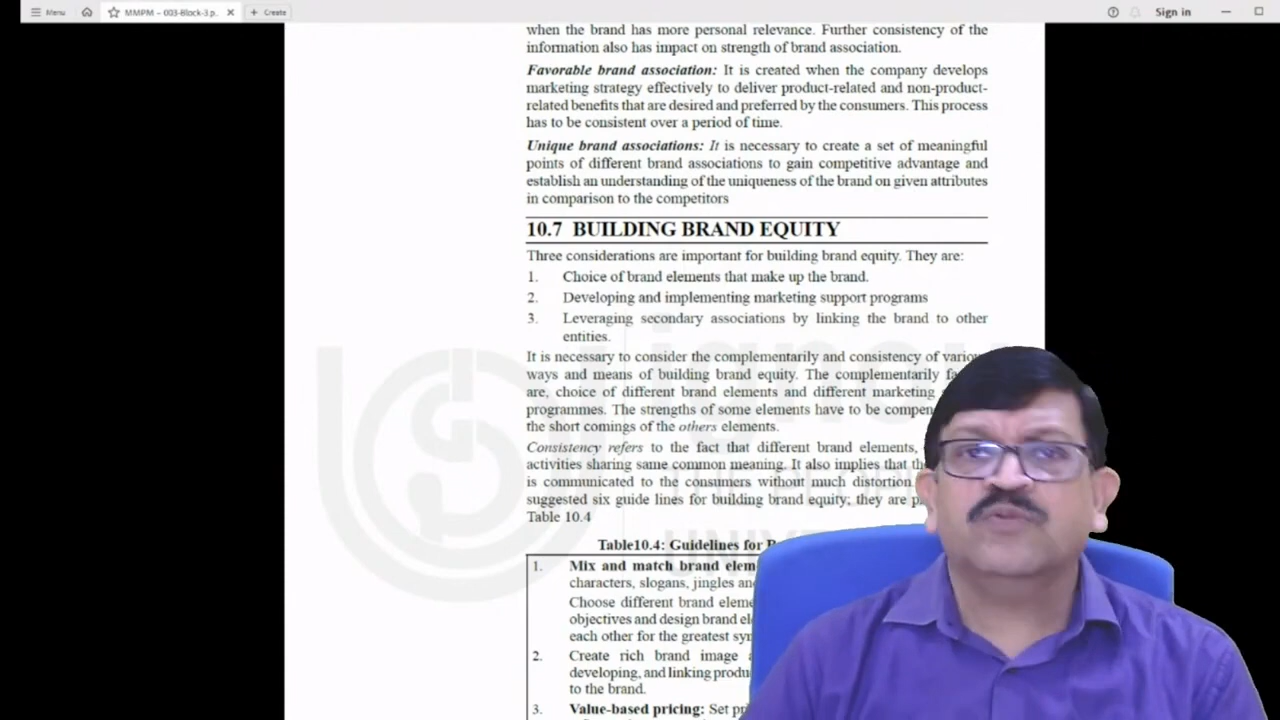 Menu
MMPM - 003-Block-3.p...
Create
Sign in
when the brand has more personal relevance. Further consistency of the
information also has impact on strength of brand association.
Favorable brand association: It is created when the company develops
marketing strategy effectively to deliver product-related and non-product-
related benefits that are desired and preferred by the consumers. This process
has to be consistent over a period of time.
Unique brand associations: It is necessary to create a set of meaningful
points of different brand associations to gain competitive advantage and
establish an understanding of the uniqueness of the brand on given attributes
in comparison to the competitors
10.7 BUILDING BRAND EQUITY
Three considerations are important for building brand equity. They are:
1. Choice of brand elements that make up the brand.
2. Developing and implementing marketing support programs
3. Leveraging secondary associations by linking the brand to other
entities.
It is necessary to consider the complementarily and consistency of
ways and means of building brand equity. The complementarily
are, choice of different brand elements and different marketing
programmes. The strengths of some elements have to be
the short comings of the others elements.
Consistency refers to the fact that different brand elements,
activities sharing same common meaning. It also implies that
is communicated to the consumers without much distortion.
suggested six guide lines for building brand equity; they are
Table 10.4
Table10.4: Guidelines for
1. Mix and match brand
characters, slogans, jingles
Choose different brand
objectives and design brand
each other for the greatest
2. Create rich brand image
developing, and linking
to the brand.
3. Value-based pricing: Set